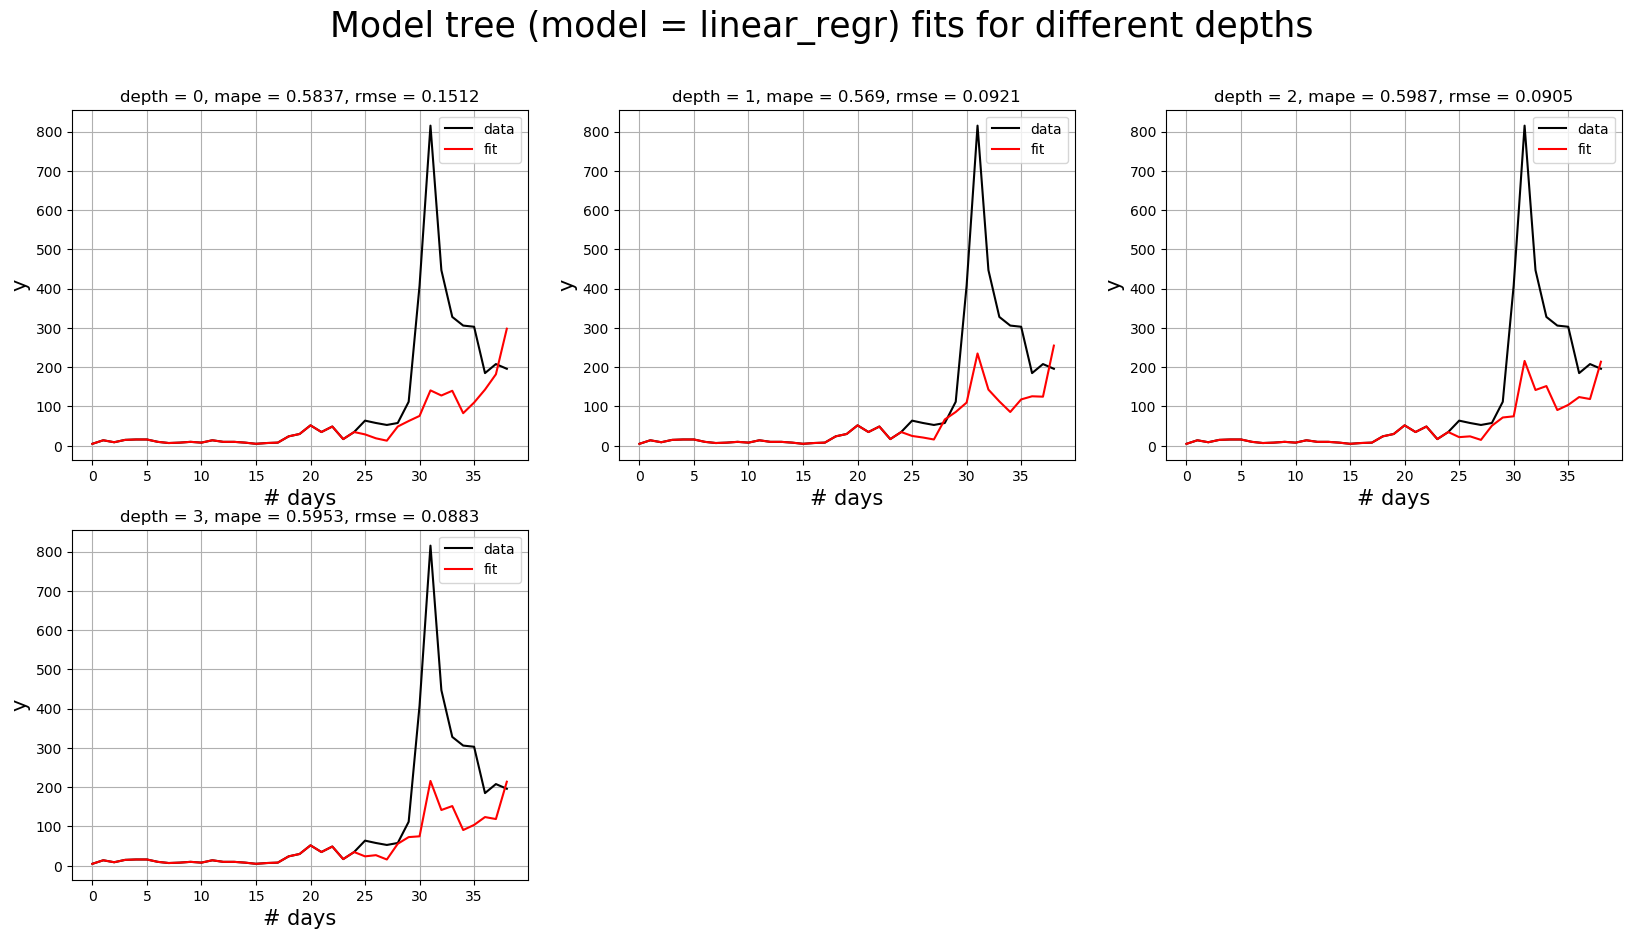 Model tree (model = linear_regr) fits for different depths
depth = 0, mape = 0.5837, rmse = 0.1512
800
700
600
500
400
300
200
100
0
y
data
fit
0 5 10 15 20 25 30 35
# days
depth = 1, mape = 0.569, rmse = 0.0921
800
700
600
500
400
300
200
100
0
y
data
fit
0 5 10 15 20 25 30 35
# days
depth = 2, mape = 0.5987, rmse = 0.0905
800
700
600
500
400
300
200
100
0
y
data
fit
0 5 10 15 20 25 30 35
# days
depth = 3, mape = 0.5953, rmse = 0.0883
800
700
600
500
400
300
200
100
0
y
data
fit
0 5 10 15 20 25 30 35
# days